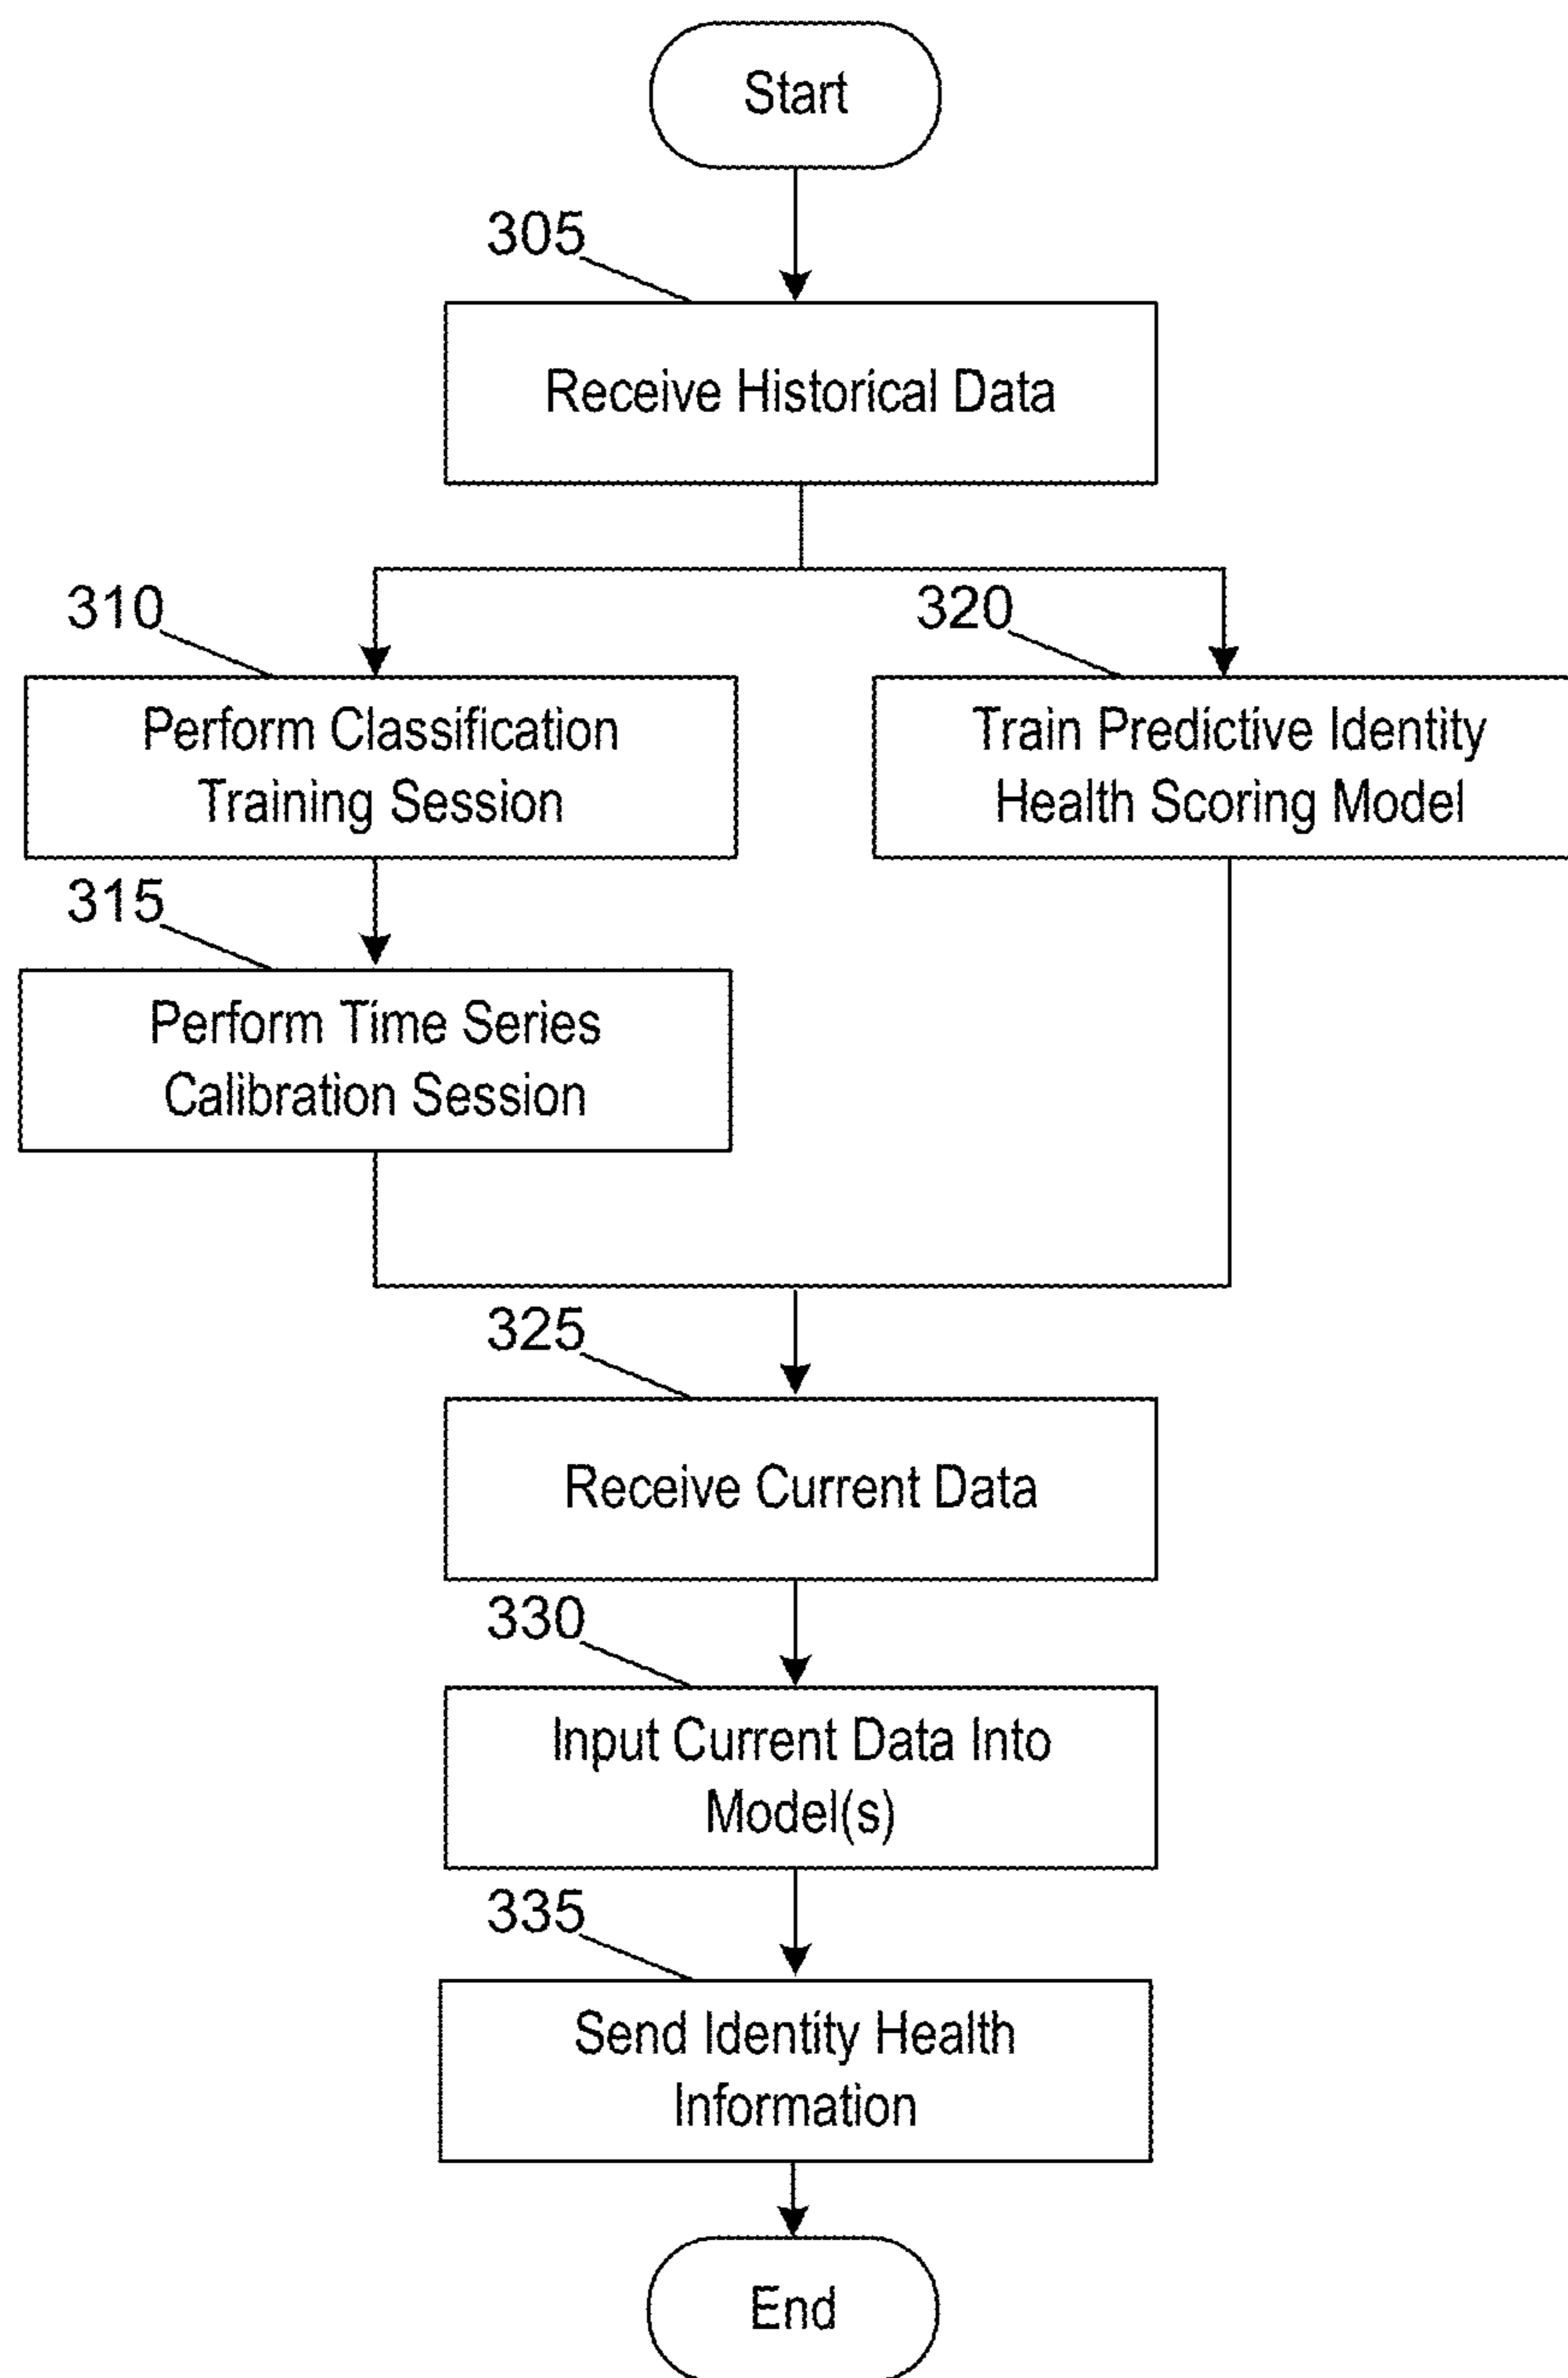 Start
305
Receive Historical Data
310
Perform Classification
Training Session
320
Train Predictive Identity
Health Scoring Model
315
Perform Time Series
Calibration Session
325
Receive Current Data
330
Input Current Data Into
Model(s)
335
Send Identity Health
Information
End